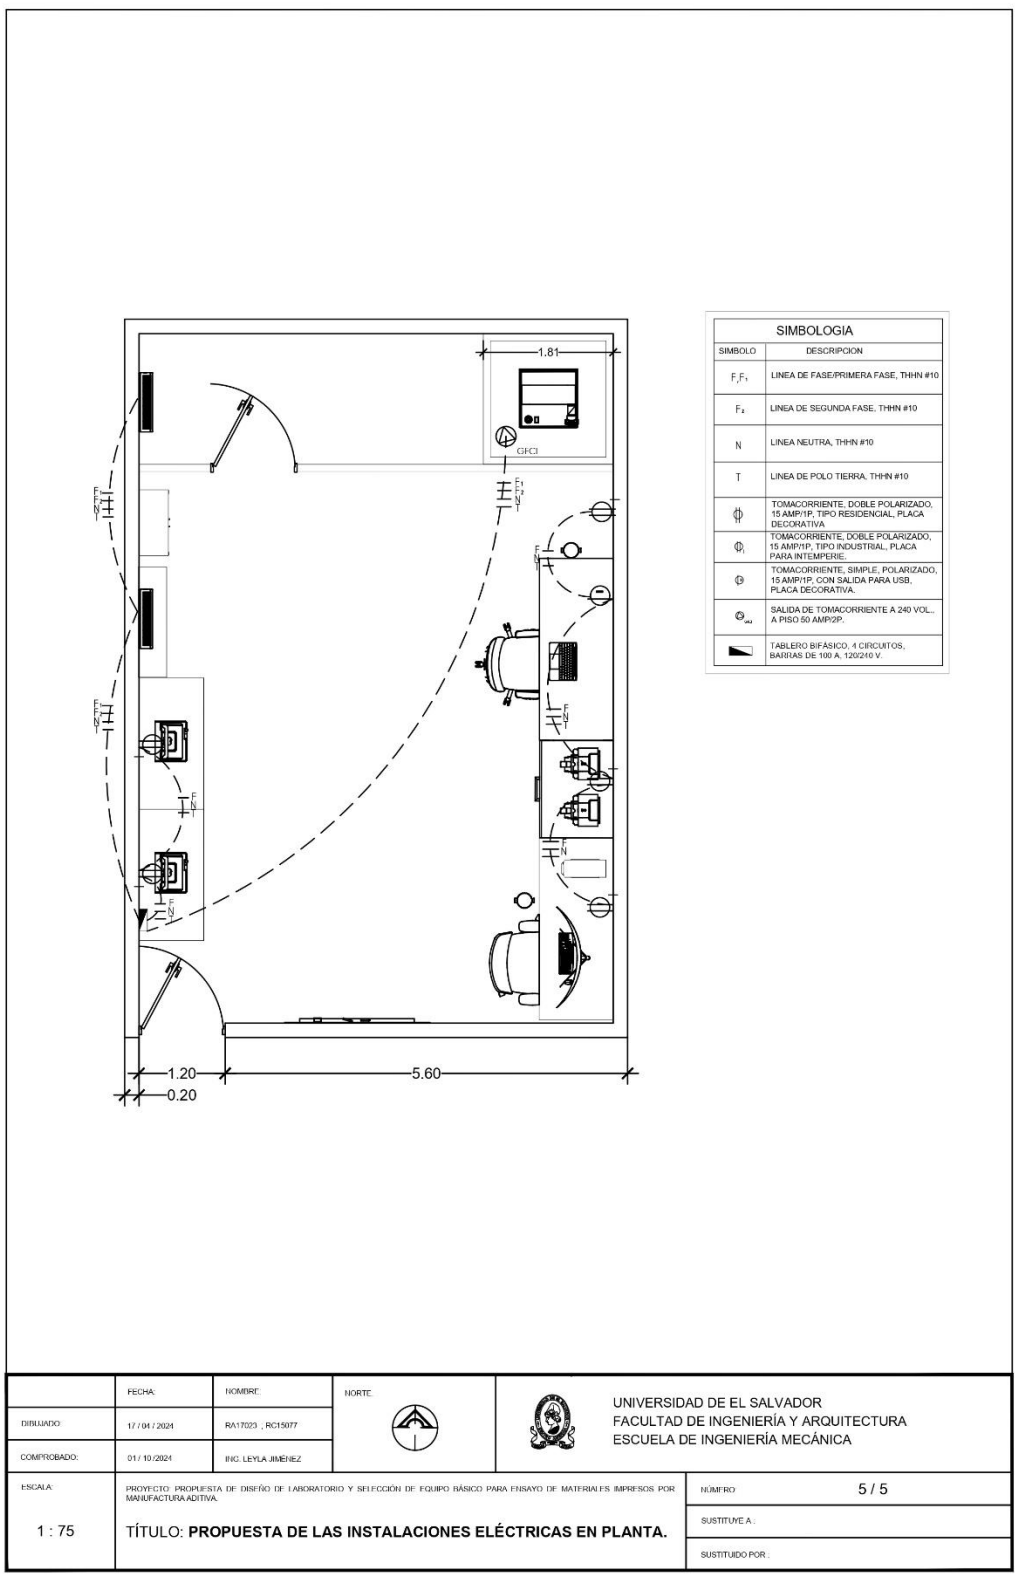 1.81
GFCI
F₁
F₂
N
T
F₁
F₂
N
T
F
N
T
F₁
F₂
N
T
F
N
T
F
N
T
F
N
F
N
T
1.20
5.60
0.20
SIMBOLOGIA
SIMBOLO DESCRIPCION
F,F₁ LINEA DE FASE/PRIMERA FASE, THHN #10
F₂ LINEA DE SEGUNDA FASE, THHN #10
N LINEA NEUTRA, THHN #10
T LINEA DE POLO TIERRA, THHN #10
TOMACORRIENTE, DOBLE POLARIZADO,
15 AMP/1P, TIPO RESIDENCIAL, PLACA
DECORATIVA
TOMACORRIENTE, DOBLE POLARIZADO,
15 AMP/1P, TIPO INDUSTRIAL, PLACA
PARA INTEMPERIE.
TOMACORRIENTE, SIMPLE, POLARIZADO,
15 AMP/1P, CON SALIDA PARA USB,
PLACA DECORATIVA.
SALIDA DE TOMACORRIENTE A 240 VOL..
A PISO 50 AMP/2P.
TABLERO BIFÁSICO, 4 CIRCUITOS,
BARRAS DE 100 A, 120/240 V.
FECHA: NOMBRE: NORTE:
DIBUJADO: 17 / 04 / 2024 RA17023 ; RC15077
COMPROBADO: 01 / 10 /2024 ING. LEYLA JIMÉNEZ
UNIVERSIDAD DE EL SALVADOR
FACULTAD DE INGENIERÍA Y ARQUITECTURA
ESCUELA DE INGENIERÍA MECÁNICA
ESCALA:
1 : 75
PROYECTO: PROPUESTA DE DISEÑO DE LABORATORIO Y SELECCIÓN DE EQUIPO BÁSICO PARA ENSAYO DE MATERIALES IMPRESOS POR
MANUFACTURA ADITIVA.
TÍTULO: PROPUESTA DE LAS INSTALACIONES ELÉCTRICAS EN PLANTA.
NÚMERO: 5 / 5
SUSTITUYE A :
SUSTITUIDO POR :